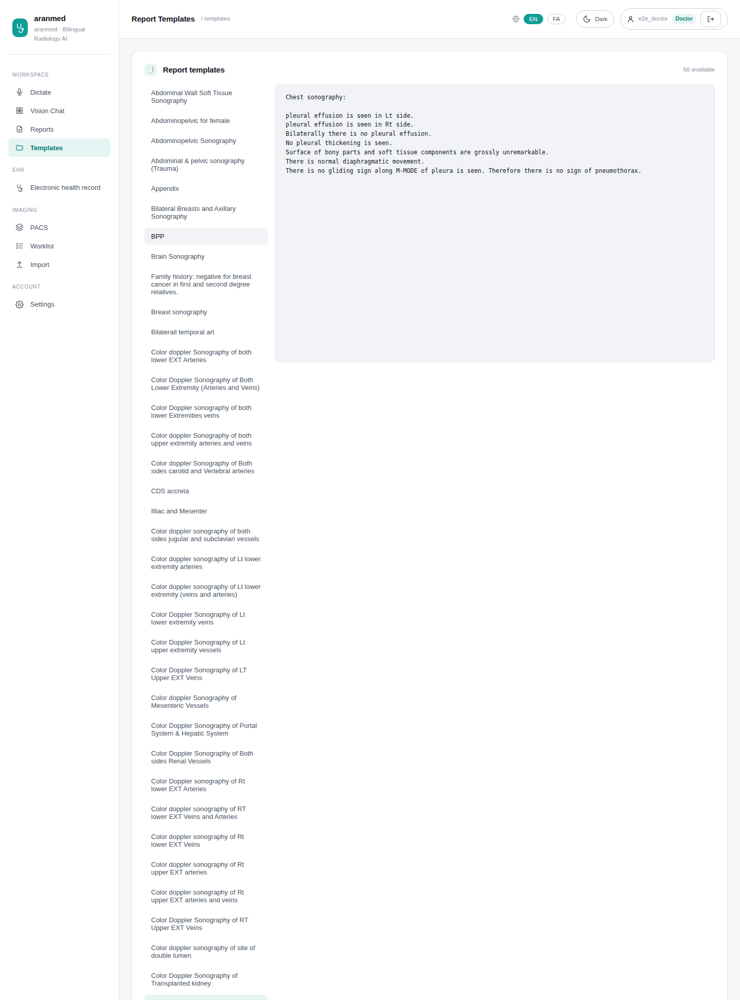 aranmed
aranmed · Bilingual
Radiology AI
WORKSPACE
Dictate
Vision Chat
Reports
Templates
EHR
Electronic health record
IMAGING
PACS
Worklist
Import
ACCOUNT
Settings
Report Templates / templates
EN FA Dark e2e_doctor Doctor
Report templates
56 available
Abdominal Wall Soft Tissue
Sonography
Abdominopelvic for female
Abdominopelvic Sonography
Abdominal & pelvic sonography
(Trauma)
Appendix
Bilateral Breasts and Axillary
Sonography
BPP
Brain Sonography
Family history: negative for breast
cancer in first and second degree
relatives.
Breast sonography
Bilaterall temporal art
Color doppler Sonography of both
lower EXT Arteries
Color Doppler Sonography of Both
Lower Extremity (Arteries and Veins)
Color Doppler sonography of both
lower Extremities veins
Color doppler Sonography of both
upper extremity arteries and veins
Color doppler Sonography of Both
sides carotid and Vertebral arteries
CDS accreta
Illiac and Mesenter
Color doppler sonography of both
sides jugular and subclavian vessels
Color doppler sonography of Lt lower
extremity arteries
Color doppler sonography of Lt lower
extremity (veins and arteries)
Color Doppler Sonography of Lt
lower extremity veins
Color Doppler Sonography of Lt
upper extremity vessels
Color Doppler Sonography of LT
Upper EXT Veins
Color doppler Sonography of
Mesenteric Vessels
Color Doppler Sonography of Portal
System & Hepatic System
Color Doppler Sonography of Both
sides Renal Vessels
Color Doppler sonography of Rt
lower EXT Arteries
Color doppler sonography of RT
lower EXT Veins and Arteries
Color doppler sonography of Rt
lower EXT Veins
Color doppler sonography of Rt
upper EXT arteries
Color doppler sonography of Rt
upper EXT arteries and veins
Color Doppler Sonography of RT
Upper EXT Veins
Color doppler sonography of site of
double lumen
Color Doppler Sonography of
Transplanted kidney
Chest sonography:
pleural effusion is seen in Lt side.
pleural effusion is seen in Rt side.
Bilaterally there is no pleural effusion.
No pleural thickening is seen.
Surface of bony parts and soft tissue components are grossly unremarkable.
There is normal diaphragmatic movement.
There is no gliding sign along M-MODE of pleura is seen. Therefore there is no sign of pneumothorax.